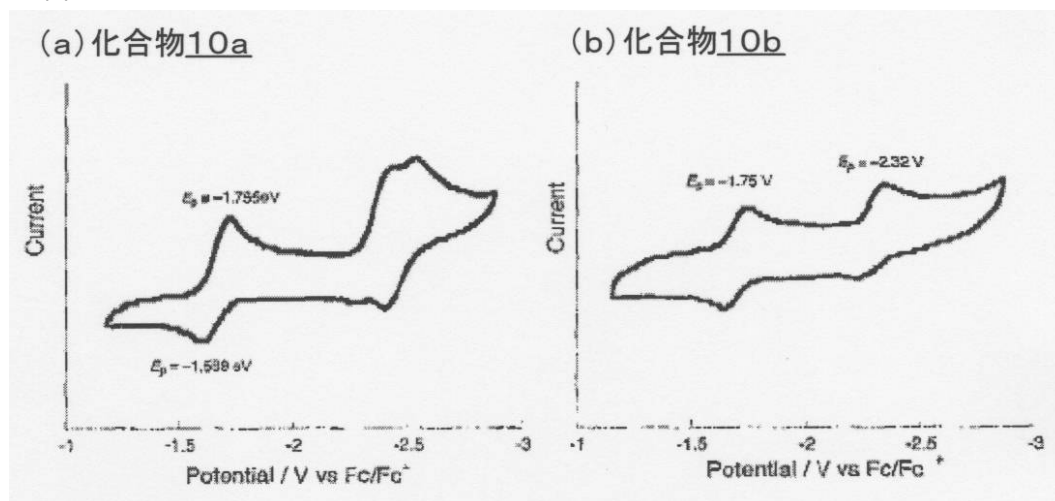 (a)化合物10a
(b)化合物10b
Current
Ep = -1.795eV
Ep = -1.599 eV
-1
-1.5
-2
-2.5
-3
Potential / V vs Fc/Fc+
Current
Ep = -1.75 V
Ep = -2.32 V
-1
-1.5
-2
-2.5
-3
Potential / V vs Fc/Fc +